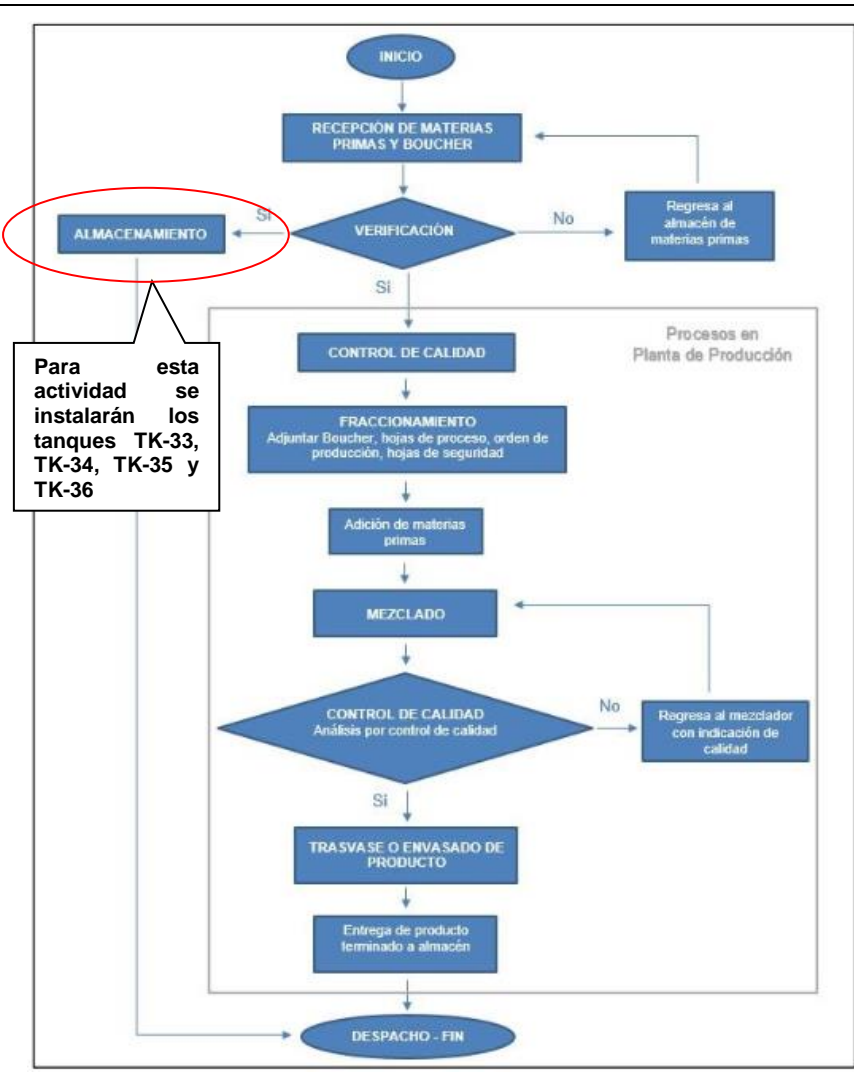 INICIO
RECEPCIÓN DE MATERIAS
PRIMAS Y BOUCHER
Regresa al
almacén de
materias primas
Si
ALMACENAMIENTO
VERIFICACIÓN
No
Si
Procesos en
Planta de Producción
CONTROL DE CALIDAD
Para esta
actividad se
instalarán los
tanques TK-33,
TK-34, TK-35 y
TK-36
FRACCIONAMIENTO
Adjuntar Boucher, hojas de proceso, orden de
producción, hojas de seguridad
Adición de materias
primas
MEZCLADO
CONTROL DE CALIDAD
Análisis por control de calidad
No
Regresa al mezclador
con indicación de
calidad
Si
TRASVASE O ENVASADO DE
PRODUCTO
Entrega de producto
terminado a almacén
DESPACHO - FIN